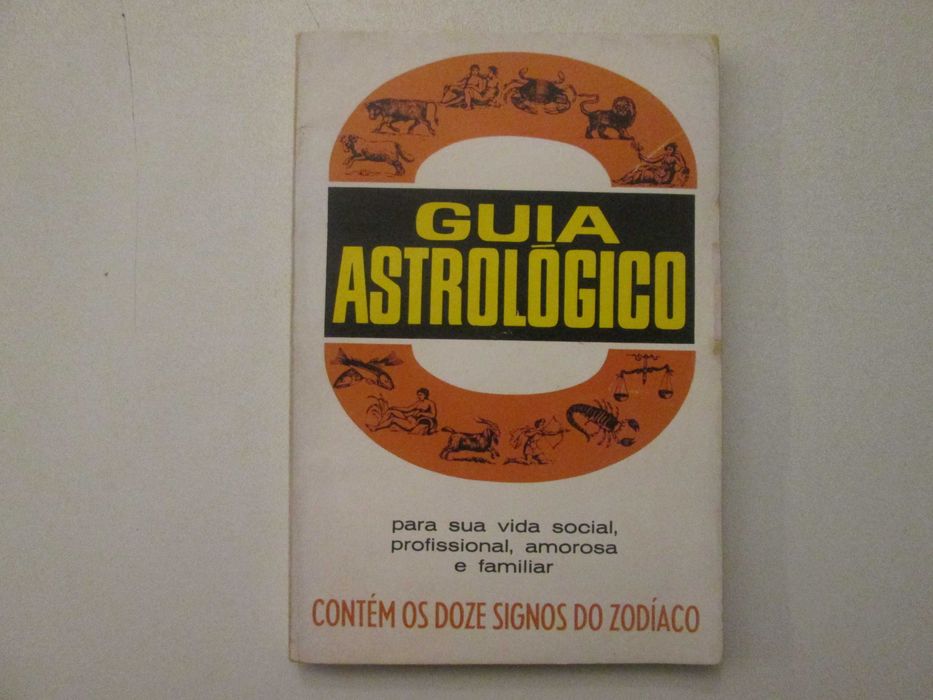 GUIA
ASTROLÓGICO
para sua vida social,
profissional, amorosa
e familiar
CONTÉM OS DOZE SIGNOS DO ZODÍACO